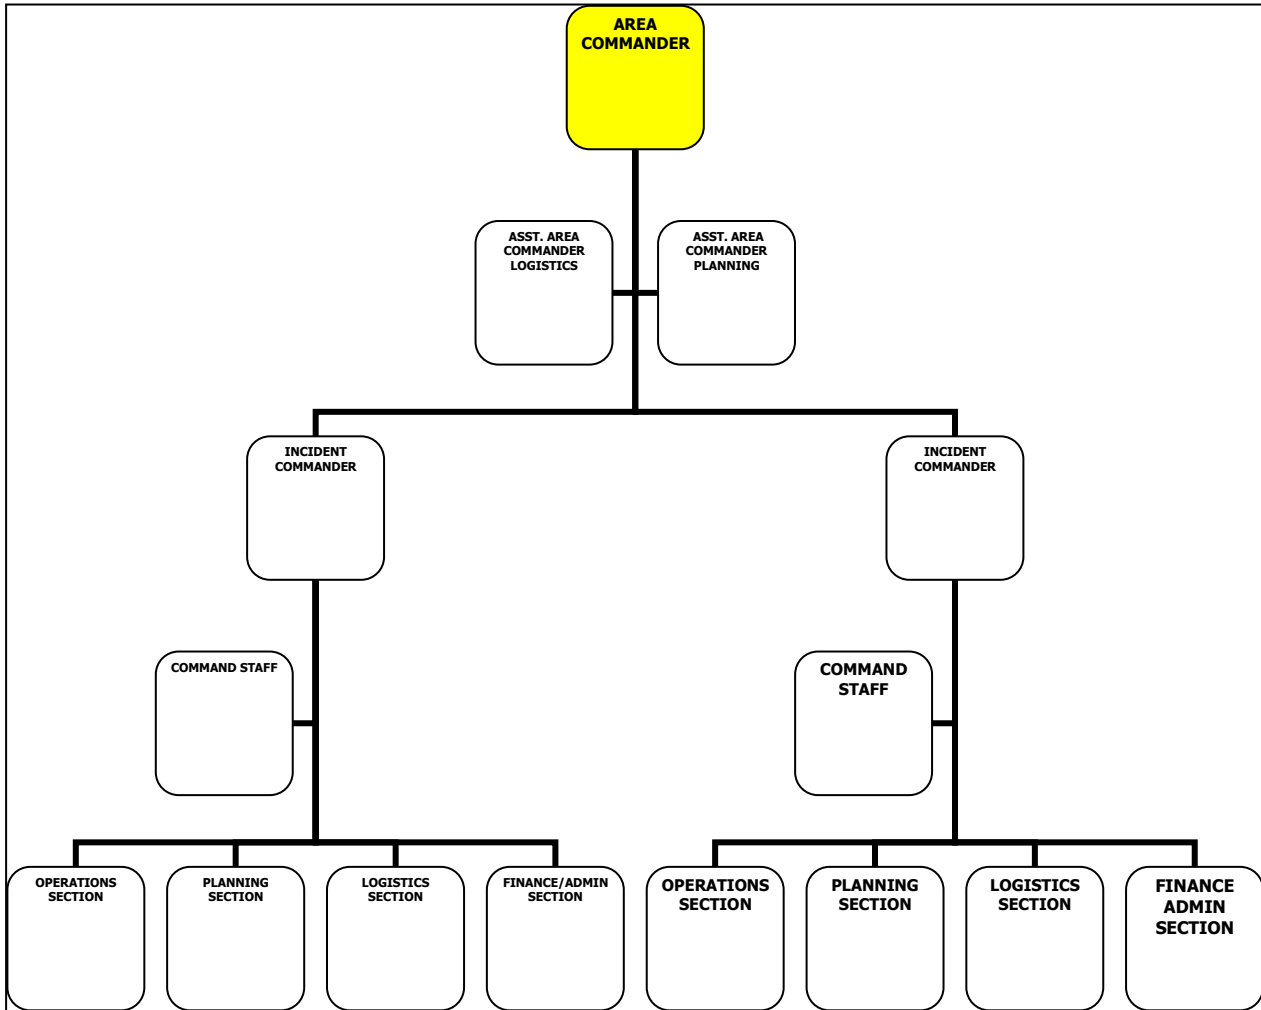 AREA
COMMANDER
ASST. AREA
COMMANDER
LOGISTICS
ASST. AREA
COMMANDER
PLANNING
INCIDENT
COMMANDER
INCIDENT
COMMANDER
COMMAND STAFF
COMMAND
STAFF
OPERATIONS
SECTION
PLANNING
SECTION
LOGISTICS
SECTION
FINANCE/ADMIN
SECTION
OPERATIONS
SECTION
PLANNING
SECTION
LOGISTICS
SECTION
FINANCE
ADMIN
SECTION